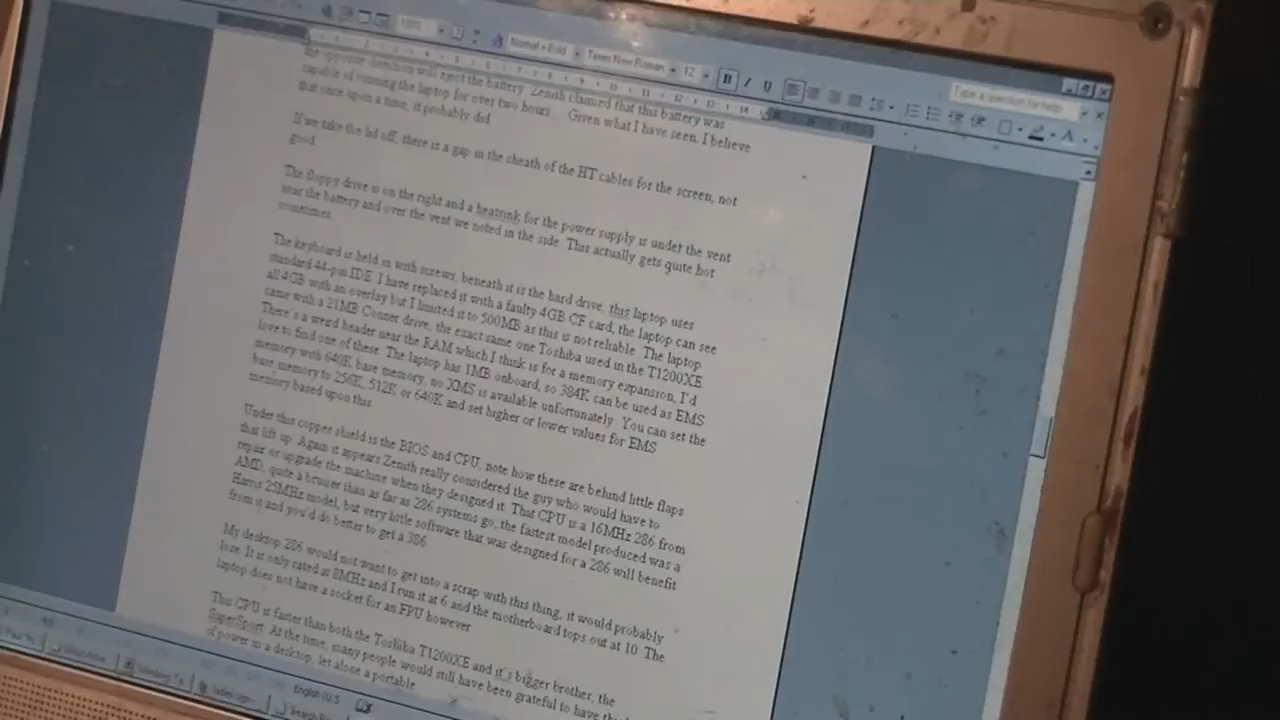 100%
Normal + Bold
Times New Roman
12
B I U
Type a question for help
the opposite direction will eject the battery. Zenith claimed that this battery was
capable of running the laptop for over two hours. Given what I have seen, I believe
that once upon a time, it probably did
If we take the lid off, there is a gap in the sheath of the HT cables for the screen, not
good.
The floppy drive is on the right and a heatsink for the power supply is under the vent
near the battery and over the vent we noted in the side. This actually gets quite hot
sometimes.
The keyboard is held in with screws, beneath it is the hard drive, this laptop uses
standard 44-pin IDE. I have replaced it with a faulty 4GB CF card, the laptop can see
all 4GB with an overlay but I limited it to 500MB as this is not reliable. The laptop
came with a 21MB Conner drive, the exact same one Toshiba used in the T1200XE.
There's a weird header near the RAM which I think is for a memory expansion, I'd
love to find one of these. The laptop has 1MB onboard, so 384K can be used as EMS
memory with 640K base memory, no XMS is available unfortunately. You can set the
base memory to 256K, 512K or 640K and set higher or lower values for EMS
memory based upon this.
Under this copper shield is the BIOS and CPU, note how these are behind little flaps
that lift up. Again it appears Zenith really considered the guy who would have to
repair or upgrade the machine when they designed it. That CPU is a 16MHz 286 from
AMD, quite a bruiser than as far as 286 systems go, the fastest model produced was a
Harris 25MHz model, but very little software that was designed for a 286 will benefit
from it and you'd do better to get a 386.
My desktop 286 would not want to get into a scrap with this thing, it would probably
lose. It is only rated at 8MHz and I run it at 6 and the motherboard tops out at 10. The
laptop does not have a socket for an FPU however
This CPU is faster than both the Toshiba T1200XE and it's bigger brother, the
SuperSport. At the time, many people would still have been grateful to have
of power in a desktop, let alone a portable
English (U.S